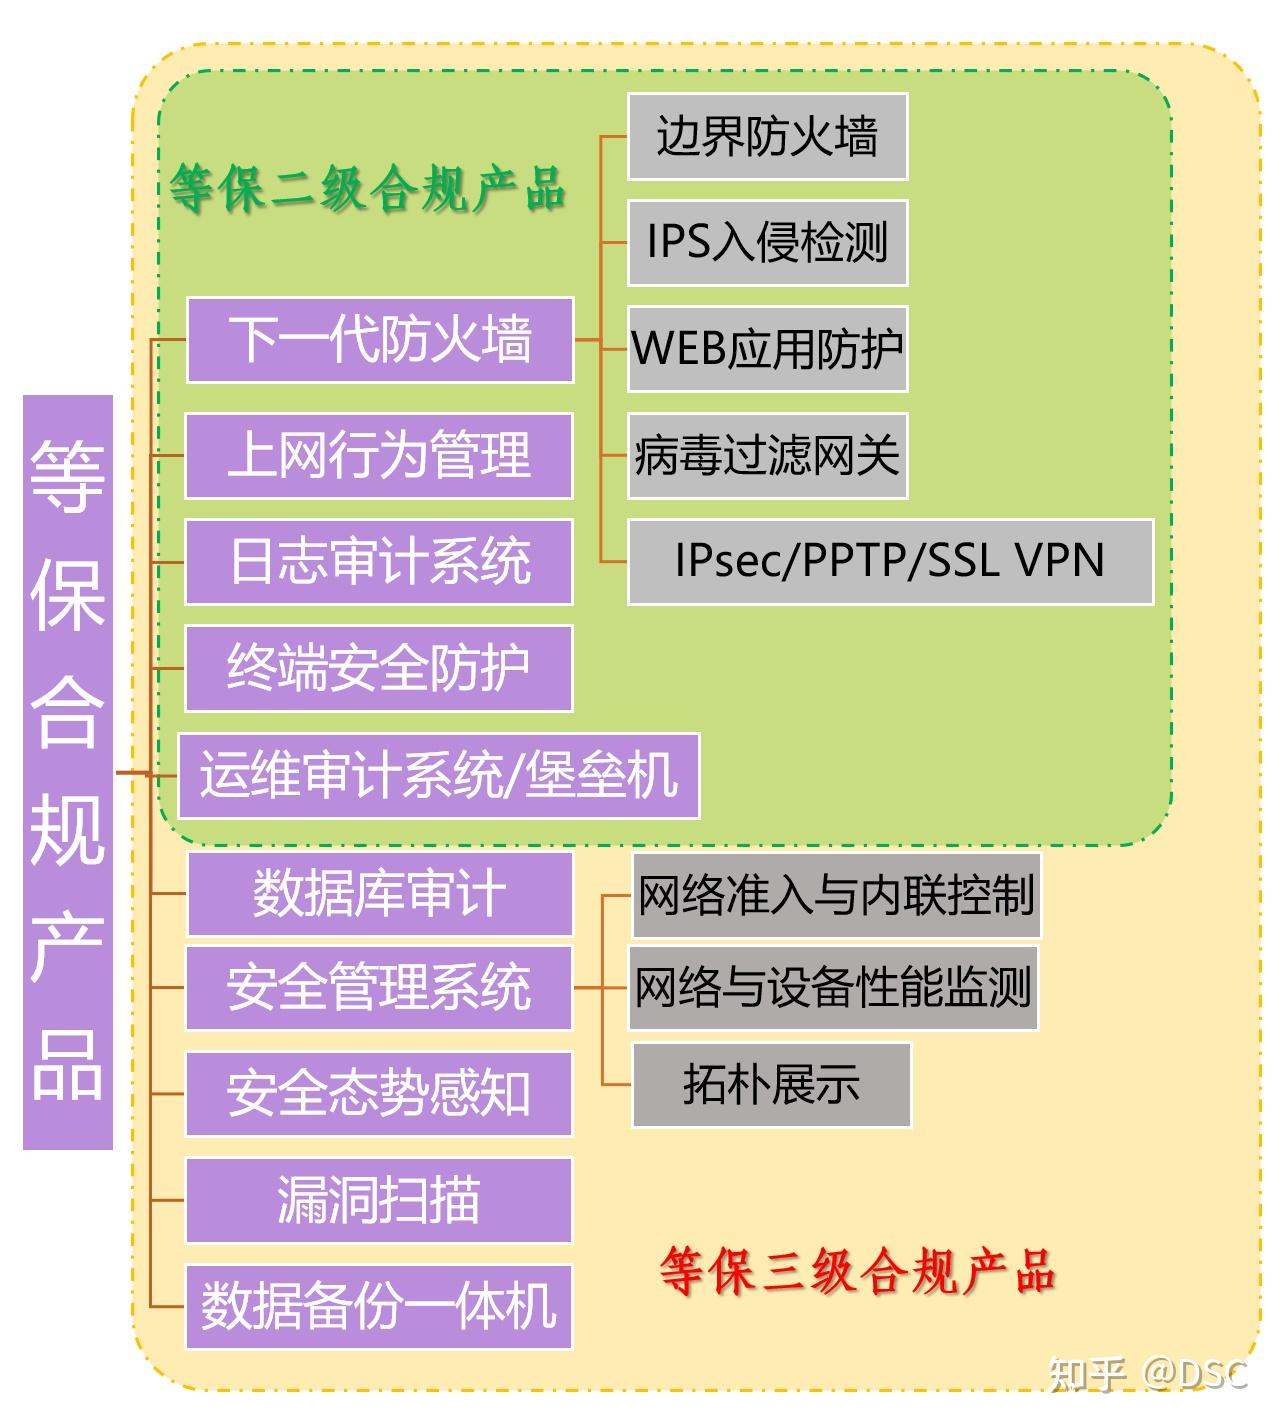 等保合规产品
等保二级合规产品
下一代防火墙
边界防火墙
IPS入侵检测
WEB应用防护
病毒过滤网关
IPsec/PPTP/SSL VPN
上网行为管理
日志审计系统
终端安全防护
运维审计系统/堡垒机
数据库审计
安全管理系统
网络准入与内联控制
网络与设备性能监测
拓朴展示
安全态势感知
漏洞扫描
数据备份一体机
等保三级合规产品
知乎 @DSC